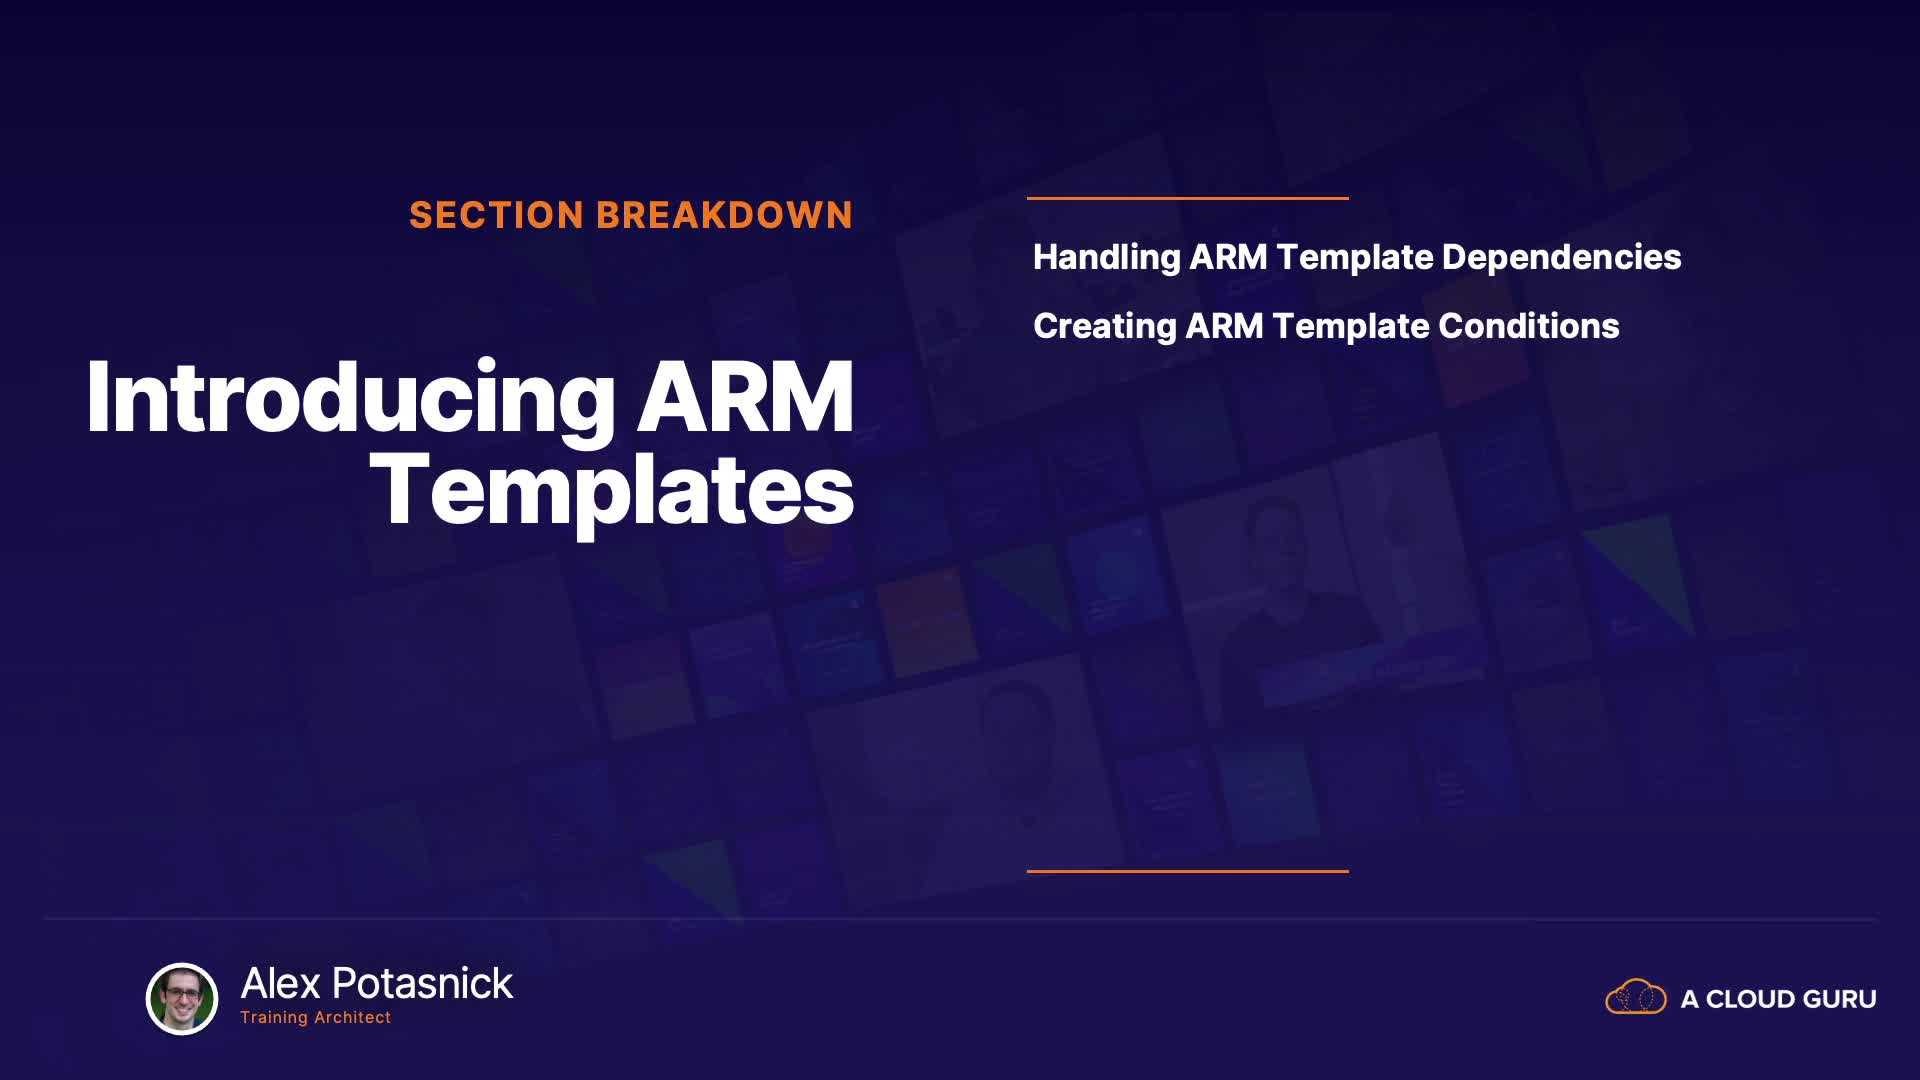 SECTION BREAKDOWN
Introducing ARM
Templates
Handling ARM Template Dependencies
Creating ARM Template Conditions
Alex Potasnick
Training Architect
A CLOUD GURU